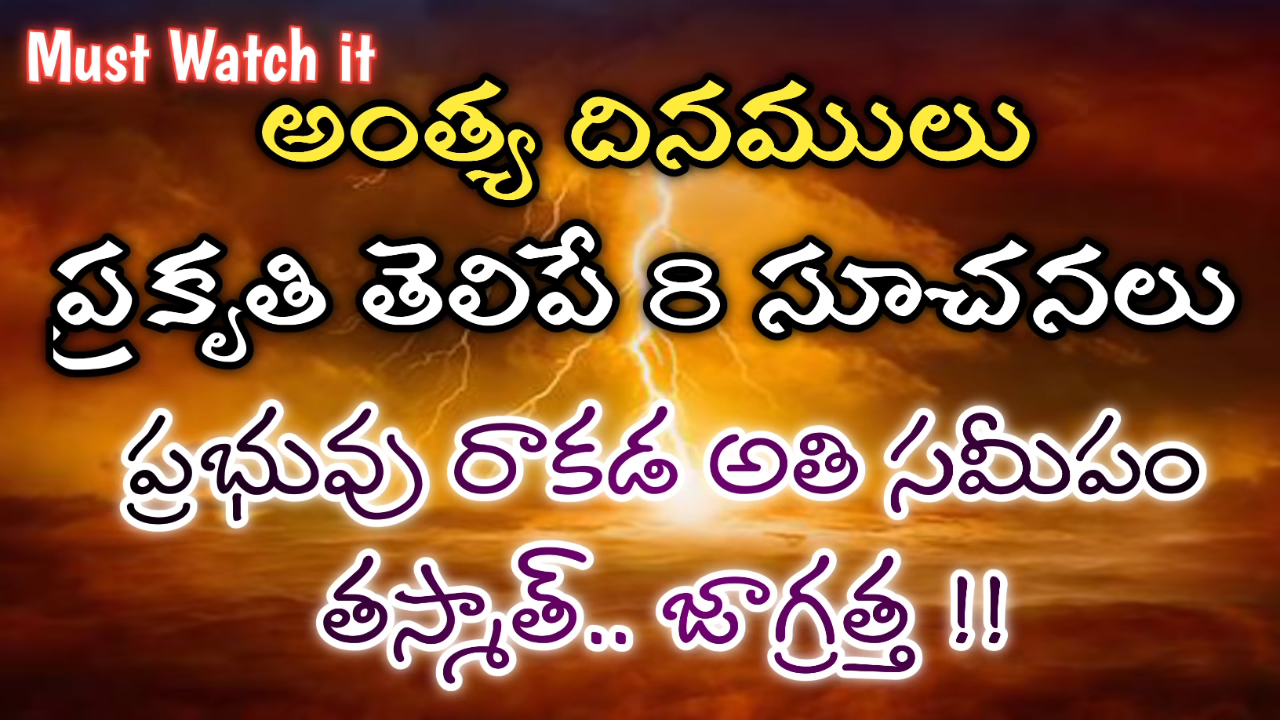 Must Watch it
అంత్య దినములు
ప్రకృతి తెలిపే 8 సూచనలు
ప్రభువు రాకడ అతి సమీపం
తస్మాత్.. జాగ్రత్త !!